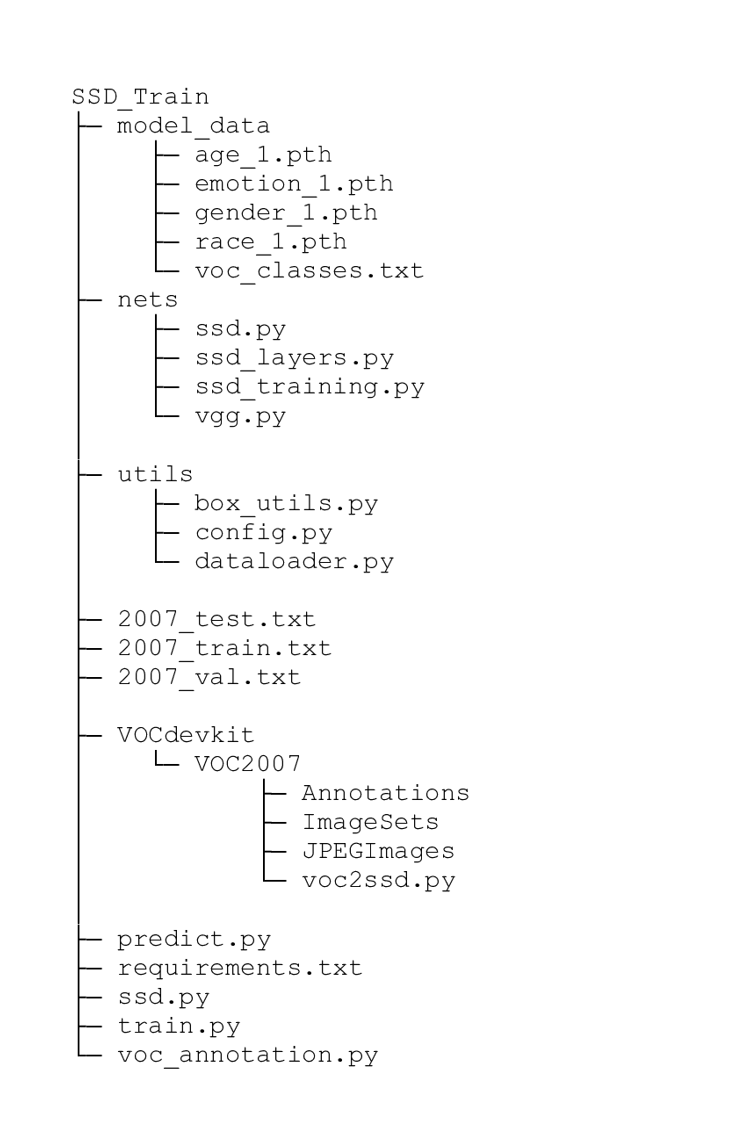 SSD_Train
├─ model_data
│    ├─ age_1.pth
│    ├─ emotion_1.pth
│    ├─ gender_1.pth
│    ├─ race_1.pth
│    └─ voc_classes.txt
├─ nets
│    ├─ ssd.py
│    ├─ ssd_layers.py
│    ├─ ssd_training.py
│    └─ vgg.py
├─ utils
│    ├─ box_utils.py
│    ├─ config.py
│    └─ dataloader.py
├─ 2007_test.txt
├─ 2007_train.txt
├─ 2007_val.txt
├─ VOCdevkit
│    └─ VOC2007
│           ├─ Annotations
│           ├─ ImageSets
│           ├─ JPEGImages
│           └─ voc2ssd.py
├─ predict.py
├─ requirements.txt
├─ ssd.py
├─ train.py
└─ voc_annotation.py